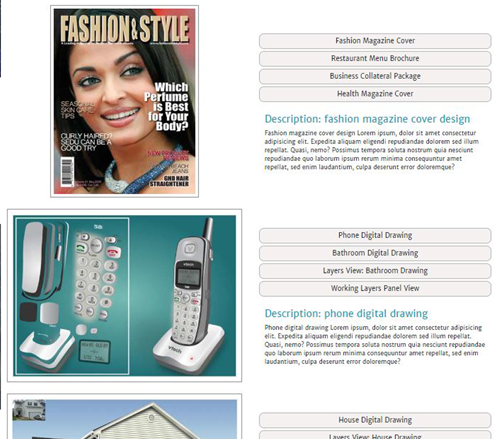 FASHION & STYLE
SEASONAL
SKIN CARE
TIPS
Which
Perfume
is Best
for Your
Body?
CURLY HAIRED?
SEDU CAN BE A
GOOD TRY
BEACH
JEANS
GHD HAIR
STRAIGHTENER
Fashion Magazine Cover
Restaurant Menu Brochure
Business Collateral Package
Health Magazine Cover
Description: fashion magazine cover design
Fashion magazine cover design Lorem ipsum, dolor sit amet consectetur
adipisicing elit. Expedita aliquam eligendi repudiandae dolorem sed illum
repellat. Quasi, nemo? Possimus tempora soluta nostrum quia nesciunt
repudiandae quo laborum ipsum rerum minima consequuntur amet
repellat, sed enim laudantium, culpa deserunt error doloremque?
vtech
Phone Digital Drawing
Bathroom Digital Drawing
Layers View: Bathroom Drawing
Working Layers Panel View
Description: phone digital drawing
Phone digital drawing Lorem ipsum, dolor sit amet consectetur adipisicing
elit. Expedita aliquam eligendi repudiandae dolorem sed illum repellat.
Quasi, nemo? Possimus tempora soluta nostrum quia nesciunt repudiandae
quo laborum ipsum rerum minima consequuntur amet repellat, sed enim
laudantium, culpa deserunt error doloremque?
House Digital Drawing
Layers View: House Drawing